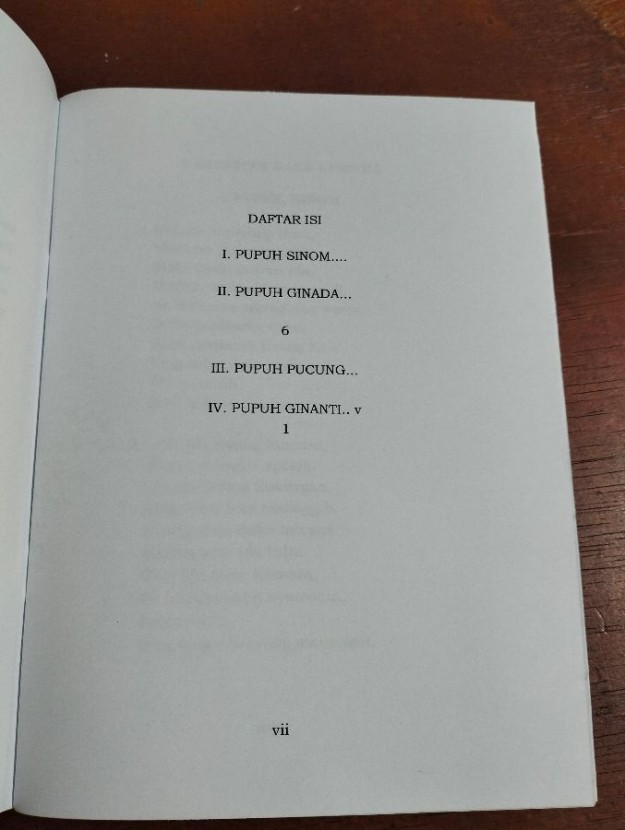 DAFTAR ISI
I. PUPUH SINOM....
II. PUPUH GINADA...
6
III. PUPUH PUCUNG...
IV. PUPUH GINANTI.. v
1
vii